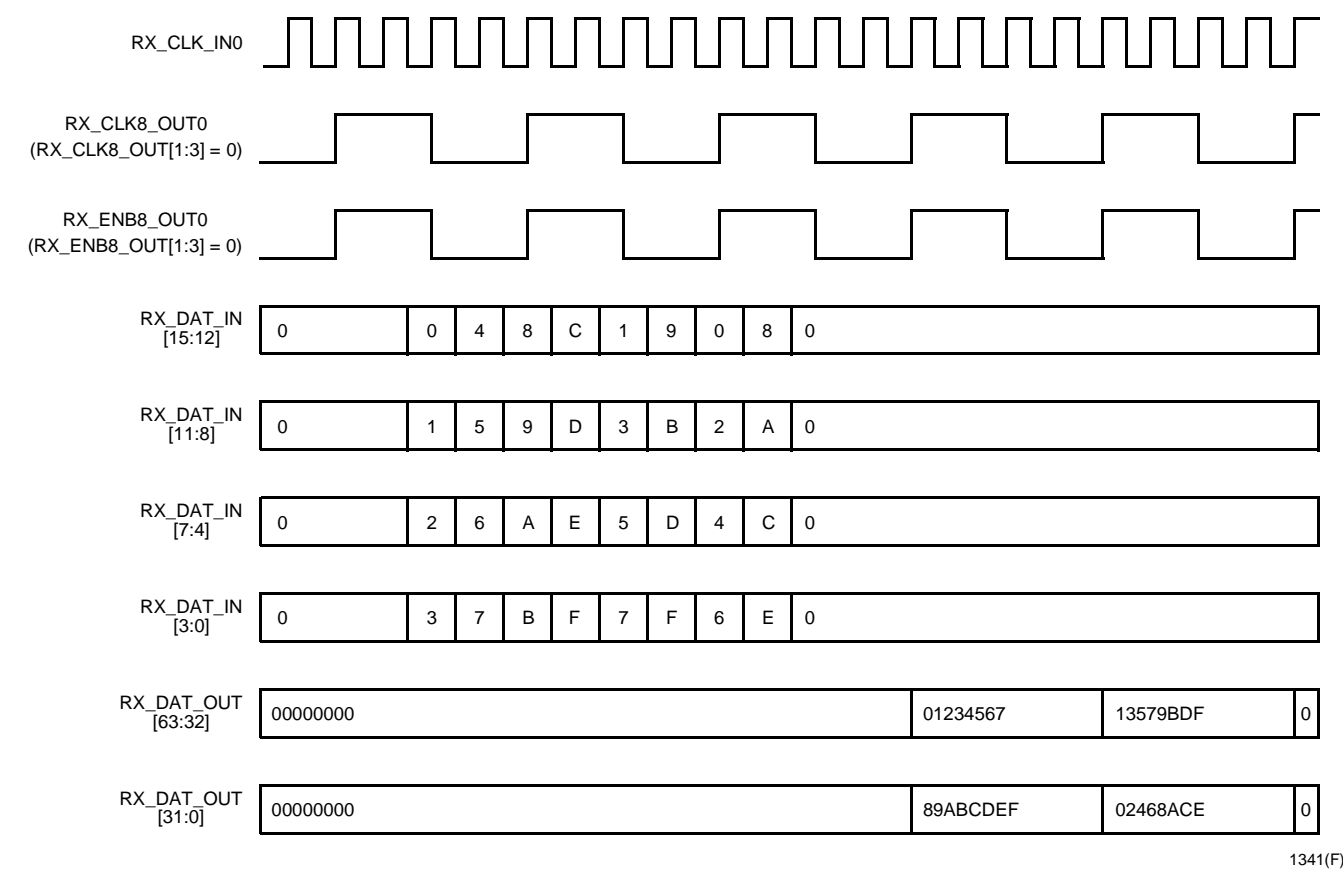 RX_CLK_IN0
RX_CLK8_OUT0
(RX_CLK8_OUT[1:3] = 0)
RX_ENB8_OUT0
(RX_ENB8_OUT[1:3] = 0)
RX_DAT_IN
[15:12]
0 0 4 8 C 1 9 0 8 0
RX_DAT_IN
[11:8]
0 1 5 9 D 3 B 2 A 0
RX_DAT_IN
[7:4]
0 2 6 A E 5 D 4 C 0
RX_DAT_IN
[3:0]
0 3 7 B F 7 F 6 E 0
RX_DAT_OUT
[63:32]
00000000 01234567 13579BDF 0
RX_DAT_OUT
[31:0]
00000000 89ABCDEF 02468ACE 0
1341(F)